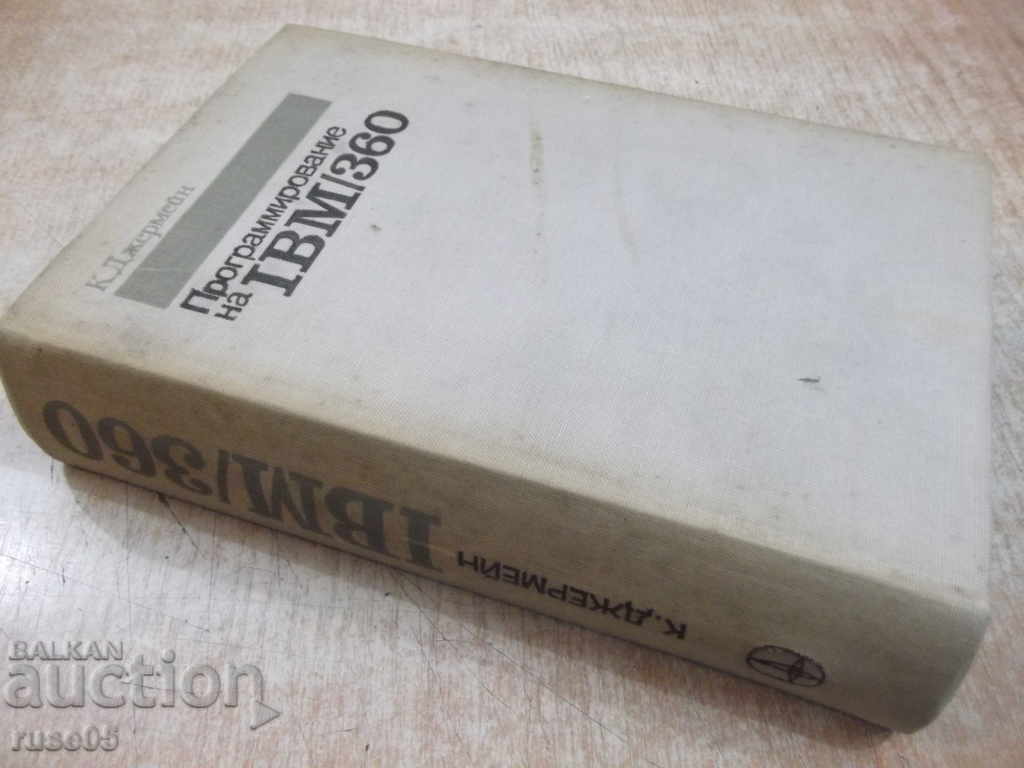 К. Джермейн
Программирование
на IBM/360
IBM/360
К. ДЖЕРМЕЙН
BALKAN
auction
ruse05